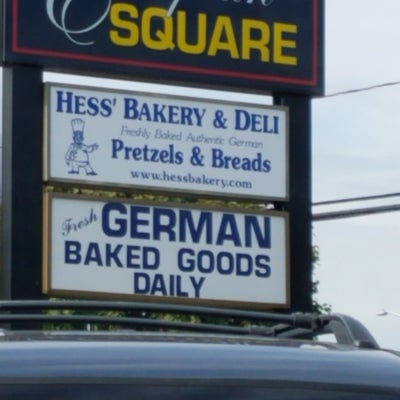 SQUARE
HESS' BAKERY & DELI
Freshly Baked Authentic German
Pretzels & Breads
www.hessbakery.com
Fresh GERMAN
BAKED GOODS
DAILY